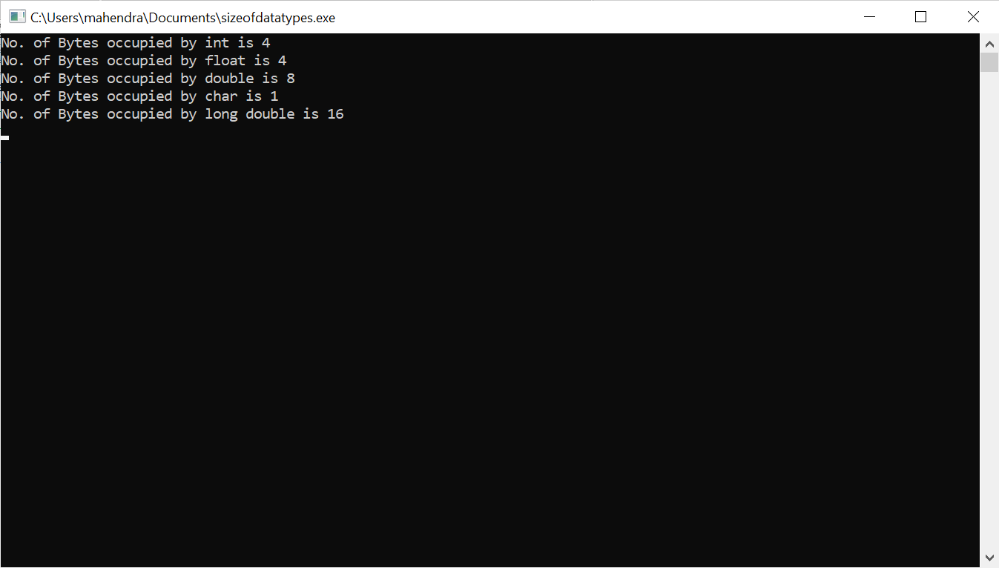 C:\Users\mahendra\Documents\sizeofdatatypes.exe
No. of Bytes occupied by int is 4
No. of Bytes occupied by float is 4
No. of Bytes occupied by double is 8
No. of Bytes occupied by char is 1
No. of Bytes occupied by long double is 16